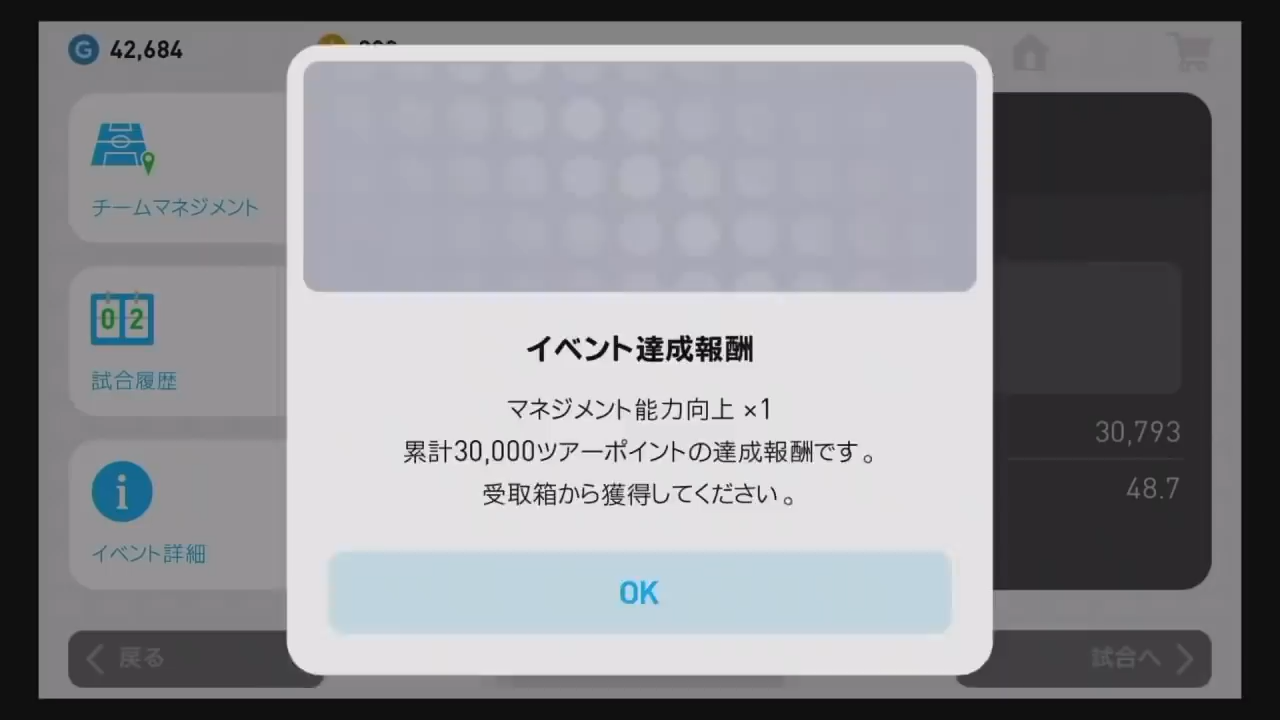 G 42,684
チームマネジメント
02
試合履歴
イベント詳細
戻る
イベント達成報酬
マネジメント能力向上 ×1
累計30,000ツアーポイントの達成報酬です。
受取箱から獲得してください。
OK
30,793
48.7
試合へ